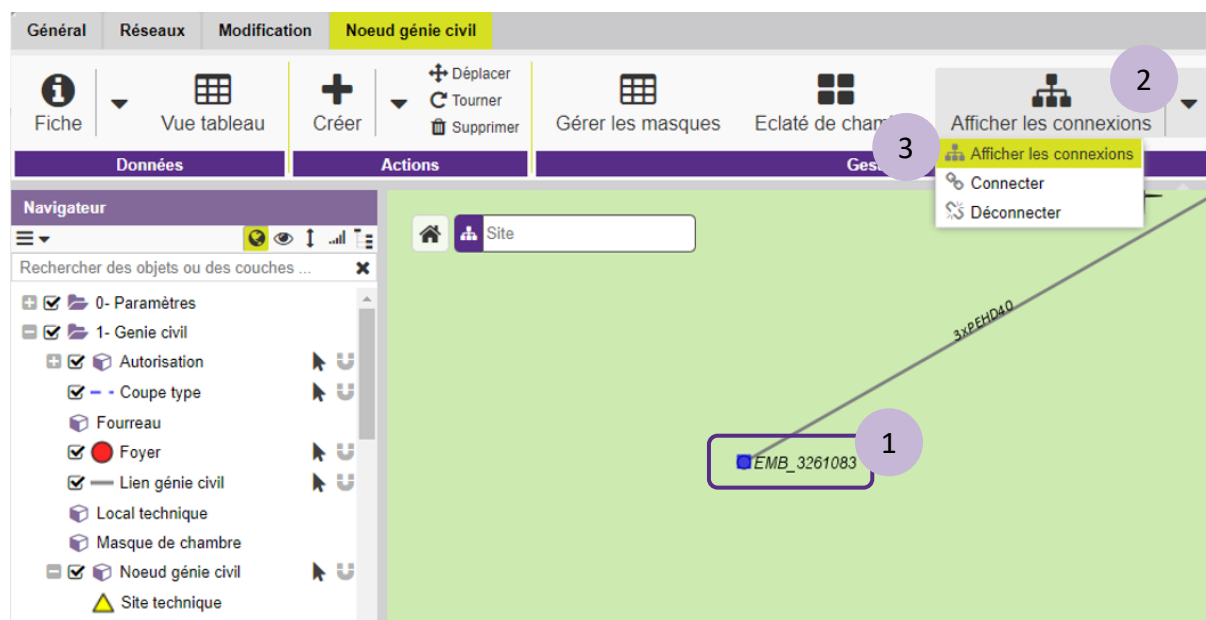 Général Réseaux Modification Noeud génie civil
2
Déplacer
Tourner
Supprimer
Fiche Vue tableau Créer Gérer les masques Eclaté de cham Afficher les connexions
3
Données Actions Ges
Afficher les connexions
Connecter
Déconnecter
Navigateur
Site
Rechercher des objets ou des couches ...
0- Paramètres
1- Genie civil
Autorisation
Coupe type
Fourreau
Foyer
Lien génie civil
Local technique
Masque de chambre
Noeud génie civil
Site technique
3xPEHD40
1
EMB_3261083